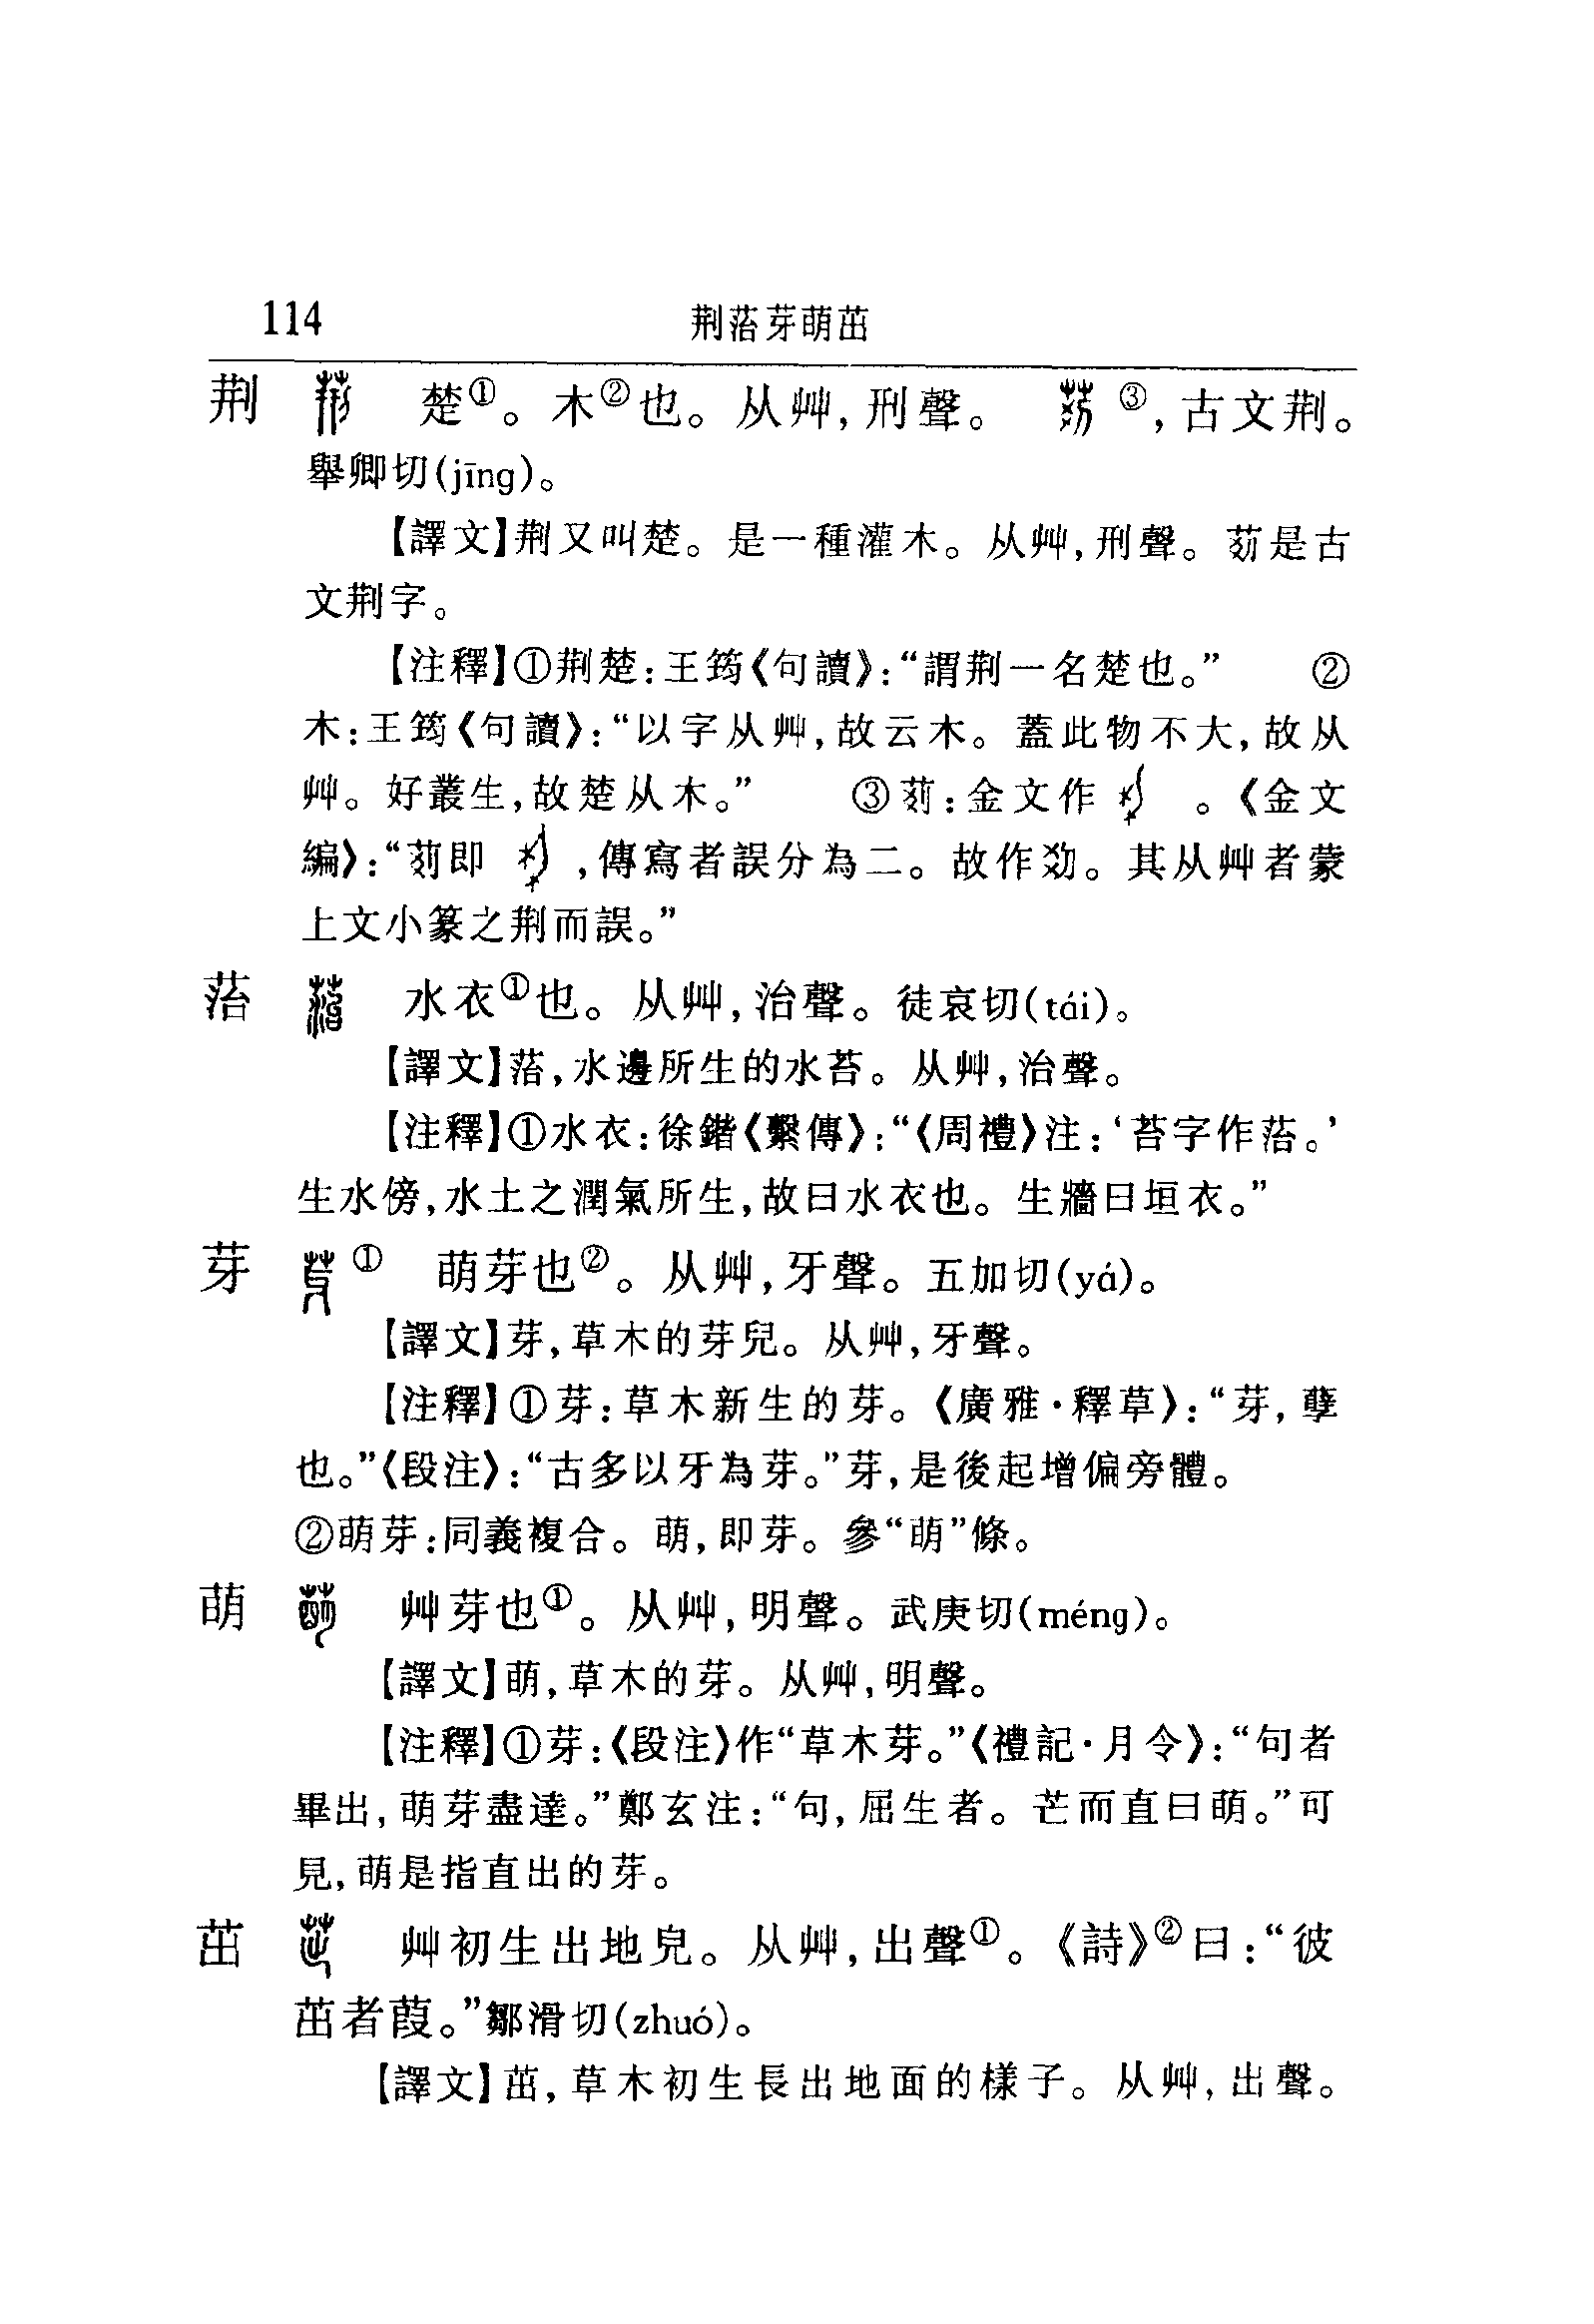 114 荆菭芽萌茁
荆 楚①。木②也。从艸,刑聲。 ③,古文荆。
舉卿切(jīng)。
【譯文】荆又叫楚。是一種灌木。从艸,刑聲。是古
文荆字。
【注釋】①荆楚:王筠《句讀》:“謂荆一名楚也。” ②
木:王筠《句讀》:“以字从艸,故云木。蓋此物不大,故从
艸。好叢生,故楚从木。” ③:金文作 。《金文
編》:“即 ,傳寫者誤分為二。故作。其从艸者蒙
上文小篆之荆而誤。”
菭 水衣①也。从艸,治聲。徒哀切(tái)。
【譯文】菭,水邊所生的水苔。从艸,治聲。
【注釋】①水衣:徐鍇《繫傳》:“《周禮》注:‘苔字作菭。’
生水傍,水土之潤氣所生,故曰水衣也。生牆曰垣衣。”
芽 ① 萌芽也②。从艸,牙聲。五加切(yá)。
【譯文】芽,草木的芽兒。从艸,牙聲。
【注釋】①芽:草木新生的芽。《廣雅·釋草》:“芽,孽
也。”《段注》:“古多以牙為芽。”芽,是後起增偏旁體。
②萌芽:同義複合。萌,即芽。參“萌”條。
萌 艸芽也①。从艸,明聲。武庚切(méng)。
【譯文】萌,草木的芽。从艸,明聲。
【注釋】①芽:《段注》作“草木芽。”《禮記·月令》:“句者
畢出,萌芽盡達。”鄭玄注:“句,屈生者。芒而直曰萌。”可
見,萌是指直出的芽。
茁 艸初生出地皃。从艸,出聲①。《詩》②曰:“彼
茁者葭。”鄒滑切(zhuó)。
【譯文】茁,草木初生長出地面的樣子。从艸,出聲。